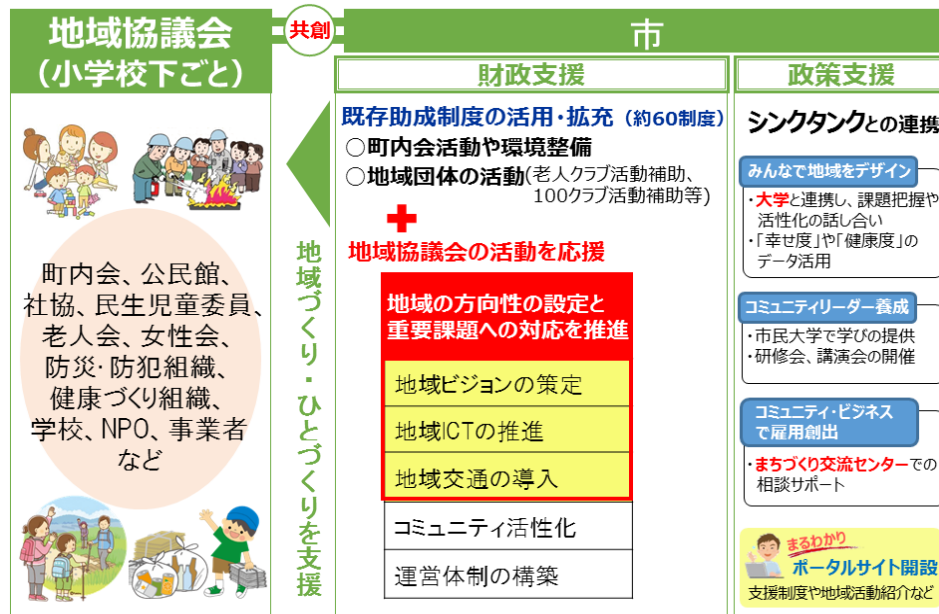 地域協議会
（小学校下ごと）
共創
市
財政支援
政策支援
町内会、公民館、
社協、民生児童委員、
老人会、女性会、
防災･防犯組織、
健康づくり組織、
学校、NPO、事業者
など
地域づくり・ひとづくりを支援
既存助成制度の活用・拡充（約60制度）
○町内会活動や環境整備
○地域団体の活動(老人クラブ活動補助、
100クラブ活動補助等)
＋
地域協議会の活動を応援
地域の方向性の設定と
重要課題への対応を推進
地域ビジョンの策定
地域ICTの推進
地域交通の導入
コミュニティ活性化
運営体制の構築
シンクタンクとの連携
みんなで地域をデザイン
・大学と連携し、課題把握や
活性化の話し合い
・「幸せ度」や「健康度」の
データ活用
コミュニティリーダー養成
・市民大学で学びの提供
・研修会、講演会の開催
コミュニティ・ビジネス
で雇用創出
・まちづくり交流センターでの
相談サポート
まるわかり
ポータルサイト開設
支援制度や地域活動紹介など